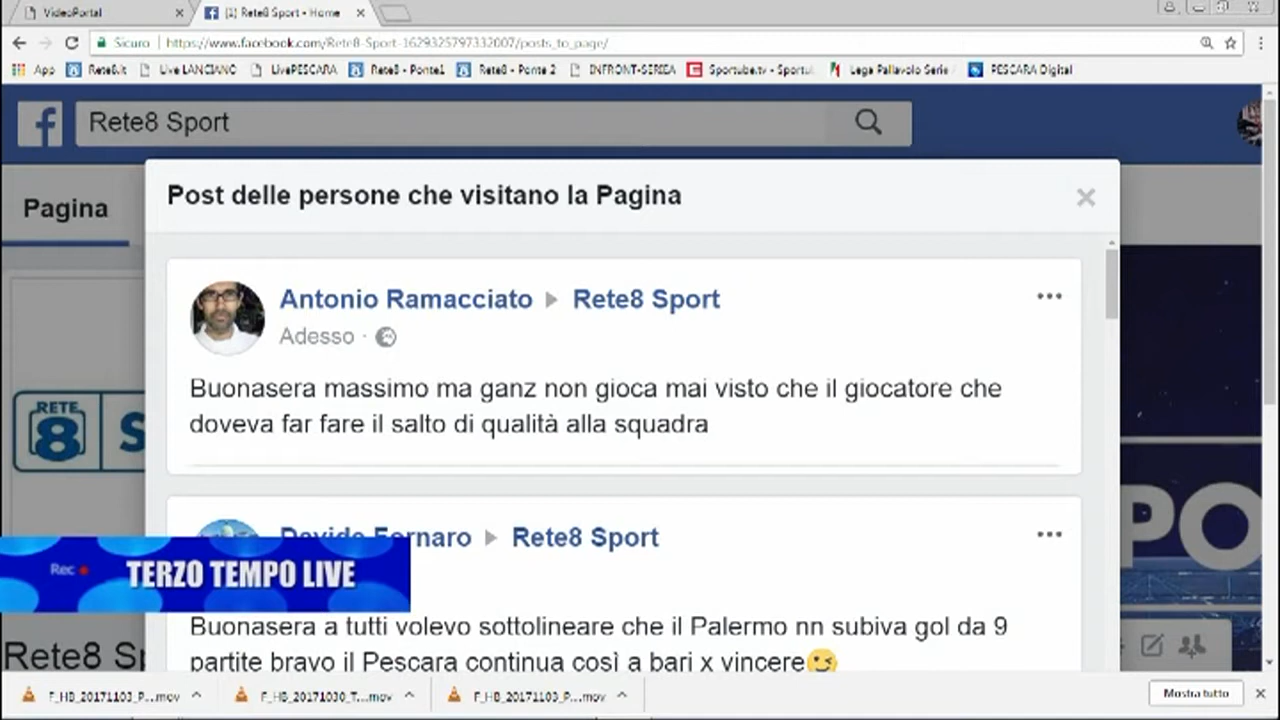 VideoPortal
(1) Rete8 Sport - Home
Sicuro
https://www.facebook.com/Rete8-Sport-1629325797332007/posts_to_page/
App
Rete8.it
Live LANCIANO
LivePESCARA
Rete8 - Ponte1
Rete8 - Ponte 2
INFRONT-SERIEA
Sportube.tv - Sportu
Lega Pallavolo Serie
PESCARA Digital
Rete8 Sport
Pagina
Post delle persone che visitano la Pagina
Antonio Ramacciato Rete8 Sport
Adesso
Buonasera massimo ma ganz non gioca mai visto che il giocatore che
doveva far fare il salto di qualità alla squadra
RETE
8 S
Davide Fornaro Rete8 Sport
PO
Rec TERZO TEMPO LIVE
Buonasera a tutti volevo sottolineare che il Palermo nn subiva gol da 9
partite bravo il Pescara continua così a bari x vincere😉
Rete8 Sp
F_HB_20171103_P....mov
F_HB_20171030_T....mov
F_HB_20171103_P....mov
Mostra tutto